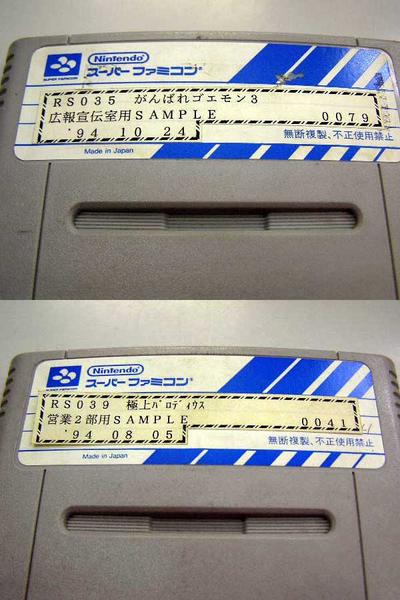 SUPER FAMICOM
Nintendo
スーパーファミコン
RS035 がんばれゴエモン3
広報宣伝室用SAMPLE 0079
'94 10 24
無断複製、不正使用禁止
Made in Japan
Nintendo
スーパーファミコン
RS039 極上パロディウス
営業2部用SAMPLE 0041
'94 08 05
無断複製、不正使用禁止
Made in Japan